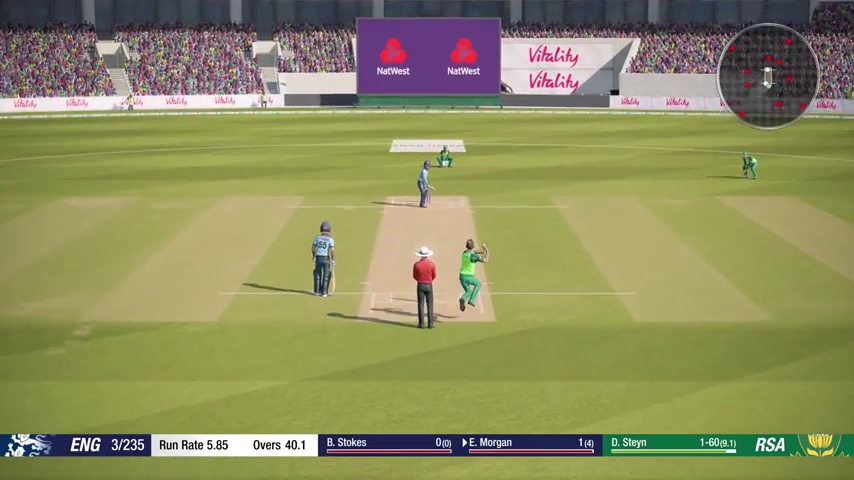 NatWest NatWest
Vitality
Vitality
Vitality Vitality Vitality Vitality Vitality Vitality
55
ENG 3/235 Run Rate 5.85 Overs 40.1 B. Stokes 0(0) E. Morgan 1(4) D. Steyn 1-60(9.1) RSA